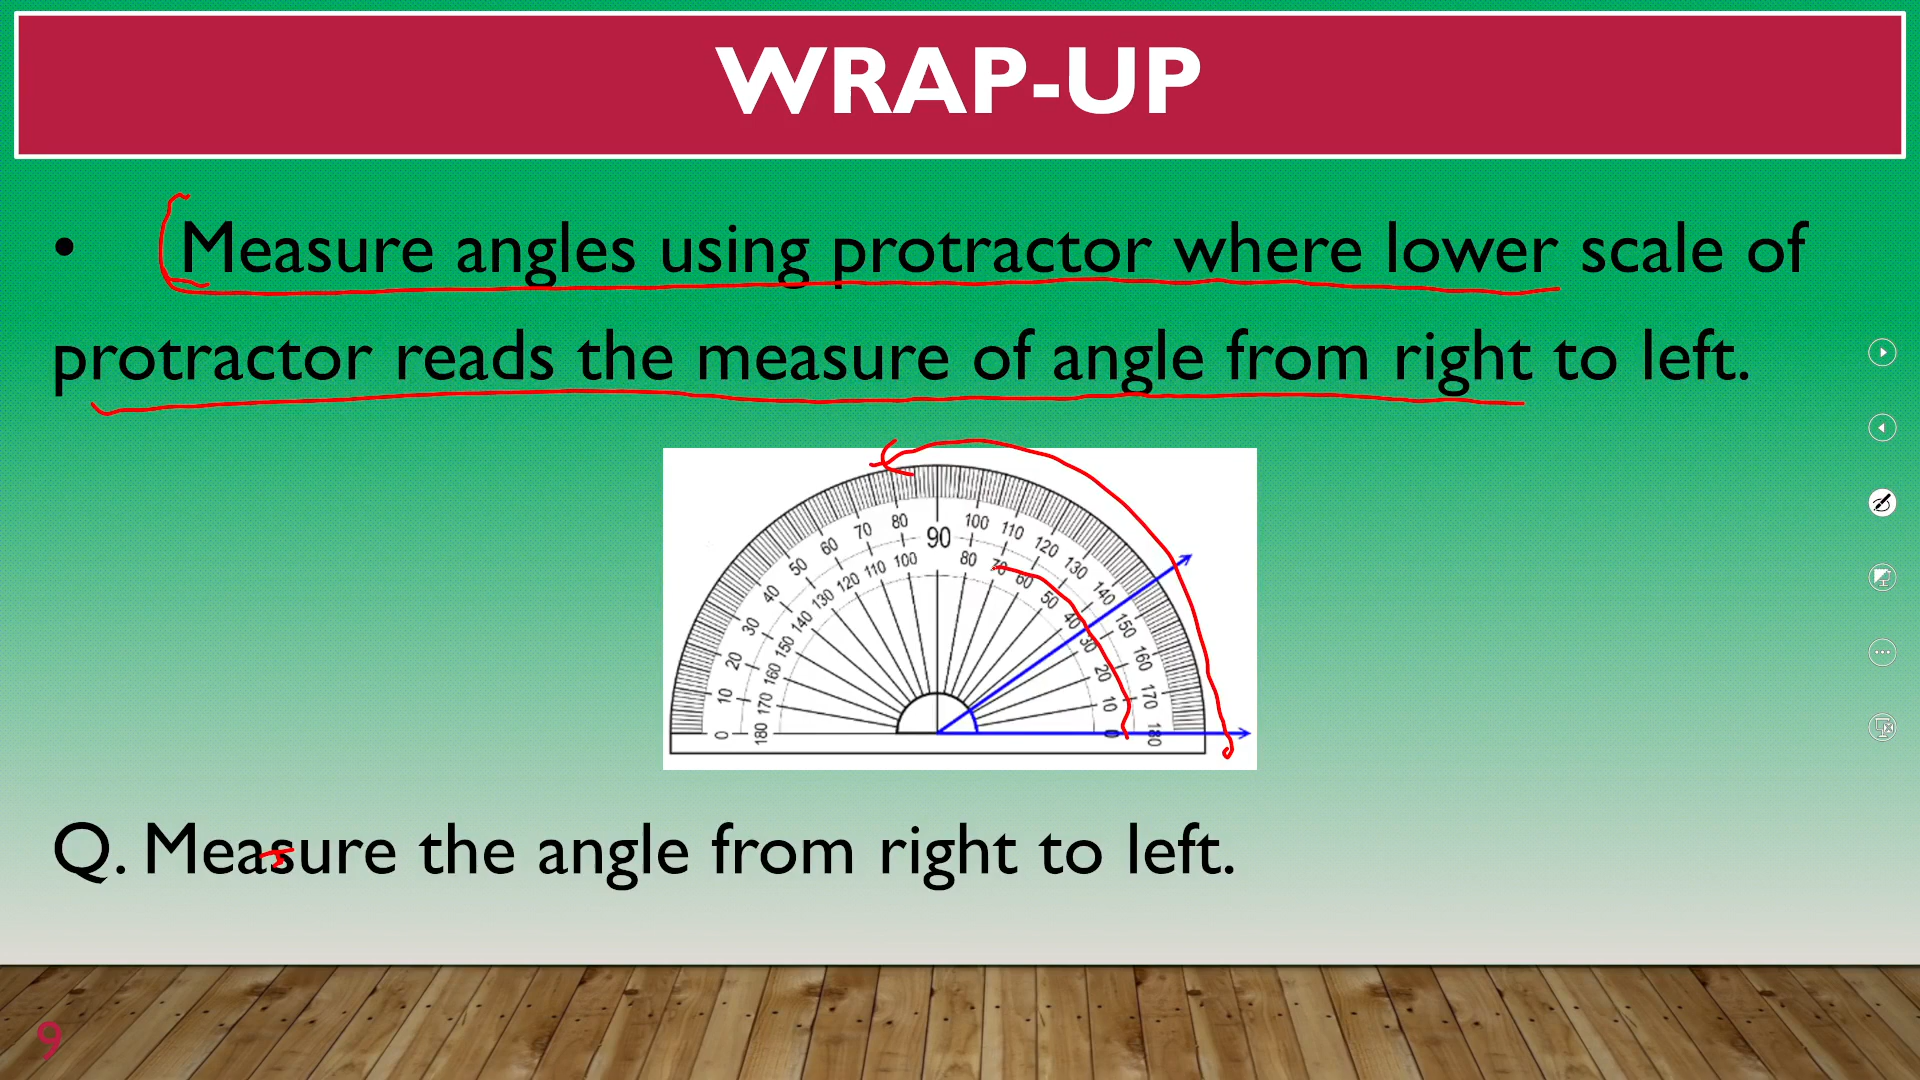 WRAP-UP
• Measure angles using protractor where lower scale of
protractor reads the measure of angle from right to left.
0 10 20 30 40 50 60 70 80 90 100 110 120 130 140 150 160 170 180
180 170 160 150 140 130 120 110 100 80 70 60 50 40 30 20 10 0
Q. Measure the angle from right to left.
9